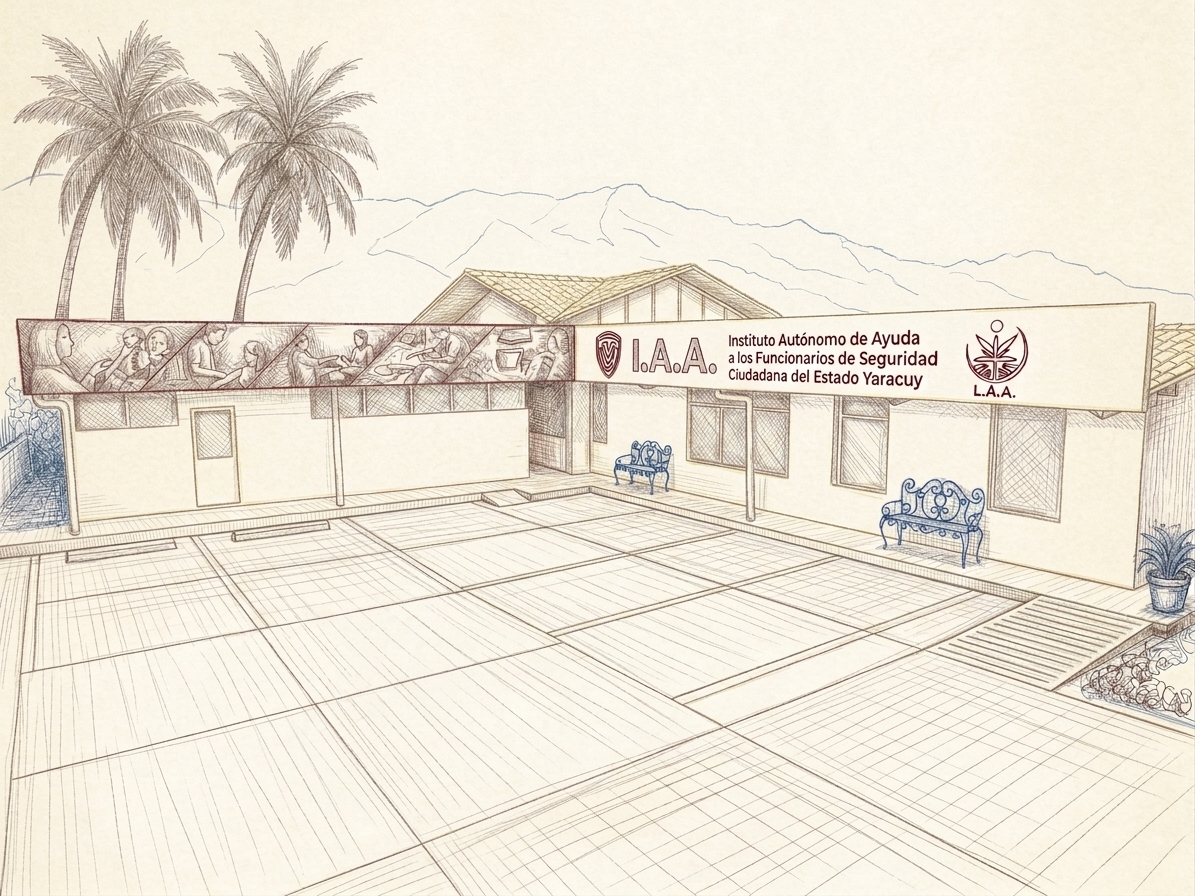 I.A.A.
Instituto Autónomo de Ayuda
a los Funcionarios de Seguridad
Ciudadana del Estado Yaracuy
L.A.A.